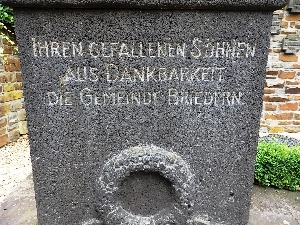 IHREN GEFALLENEN SÖHNEN
AUS DANKBARKEIT
DIE GEMEINDE BRIEDERN.